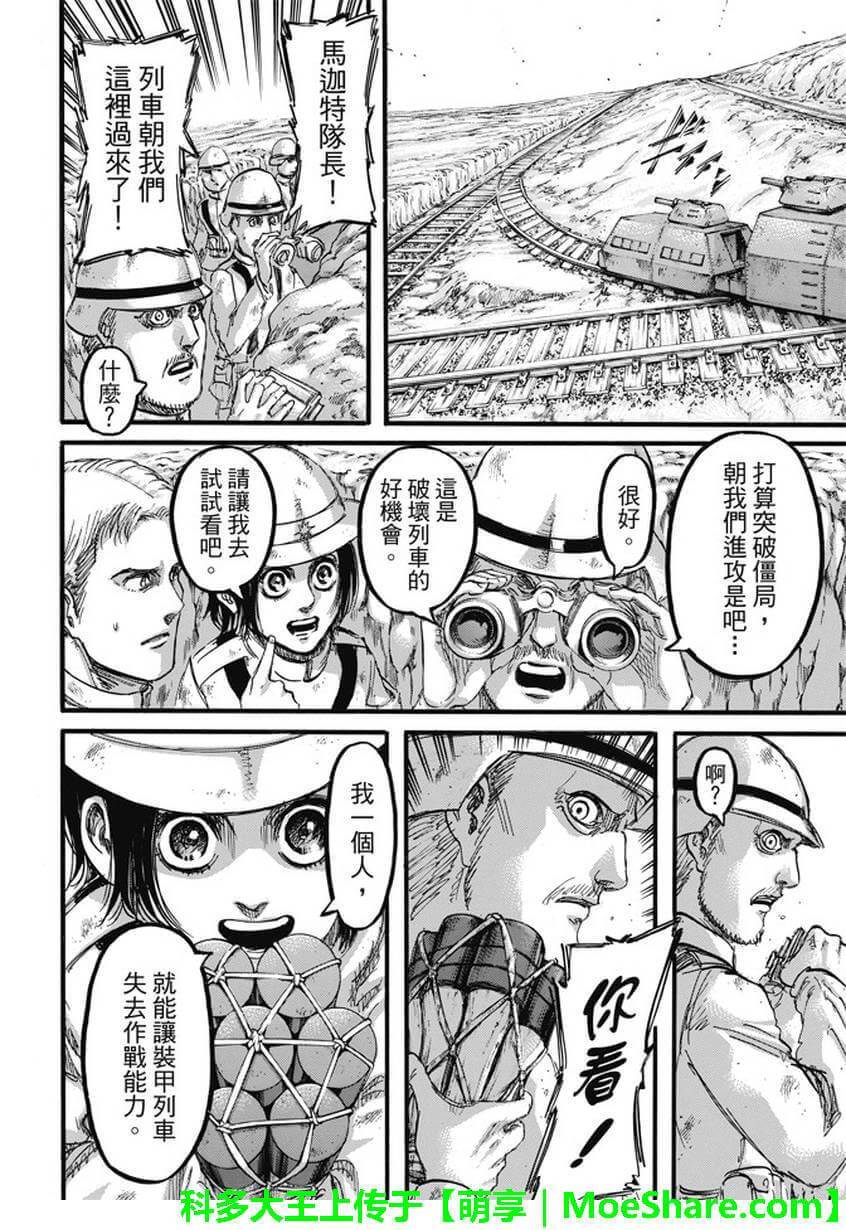 馬迦特隊長！
列車朝我們
這裡過來了！
什麼？
打算突破僵局，
朝我們進攻是吧…
很好。
這是
破壞列車的
好機會。
請讓我去
試試看吧。
啊？
你看！
我一個人，
就能讓裝甲列車
失去作戰能力。
科多大王上传于【萌享｜MoeShare.com】